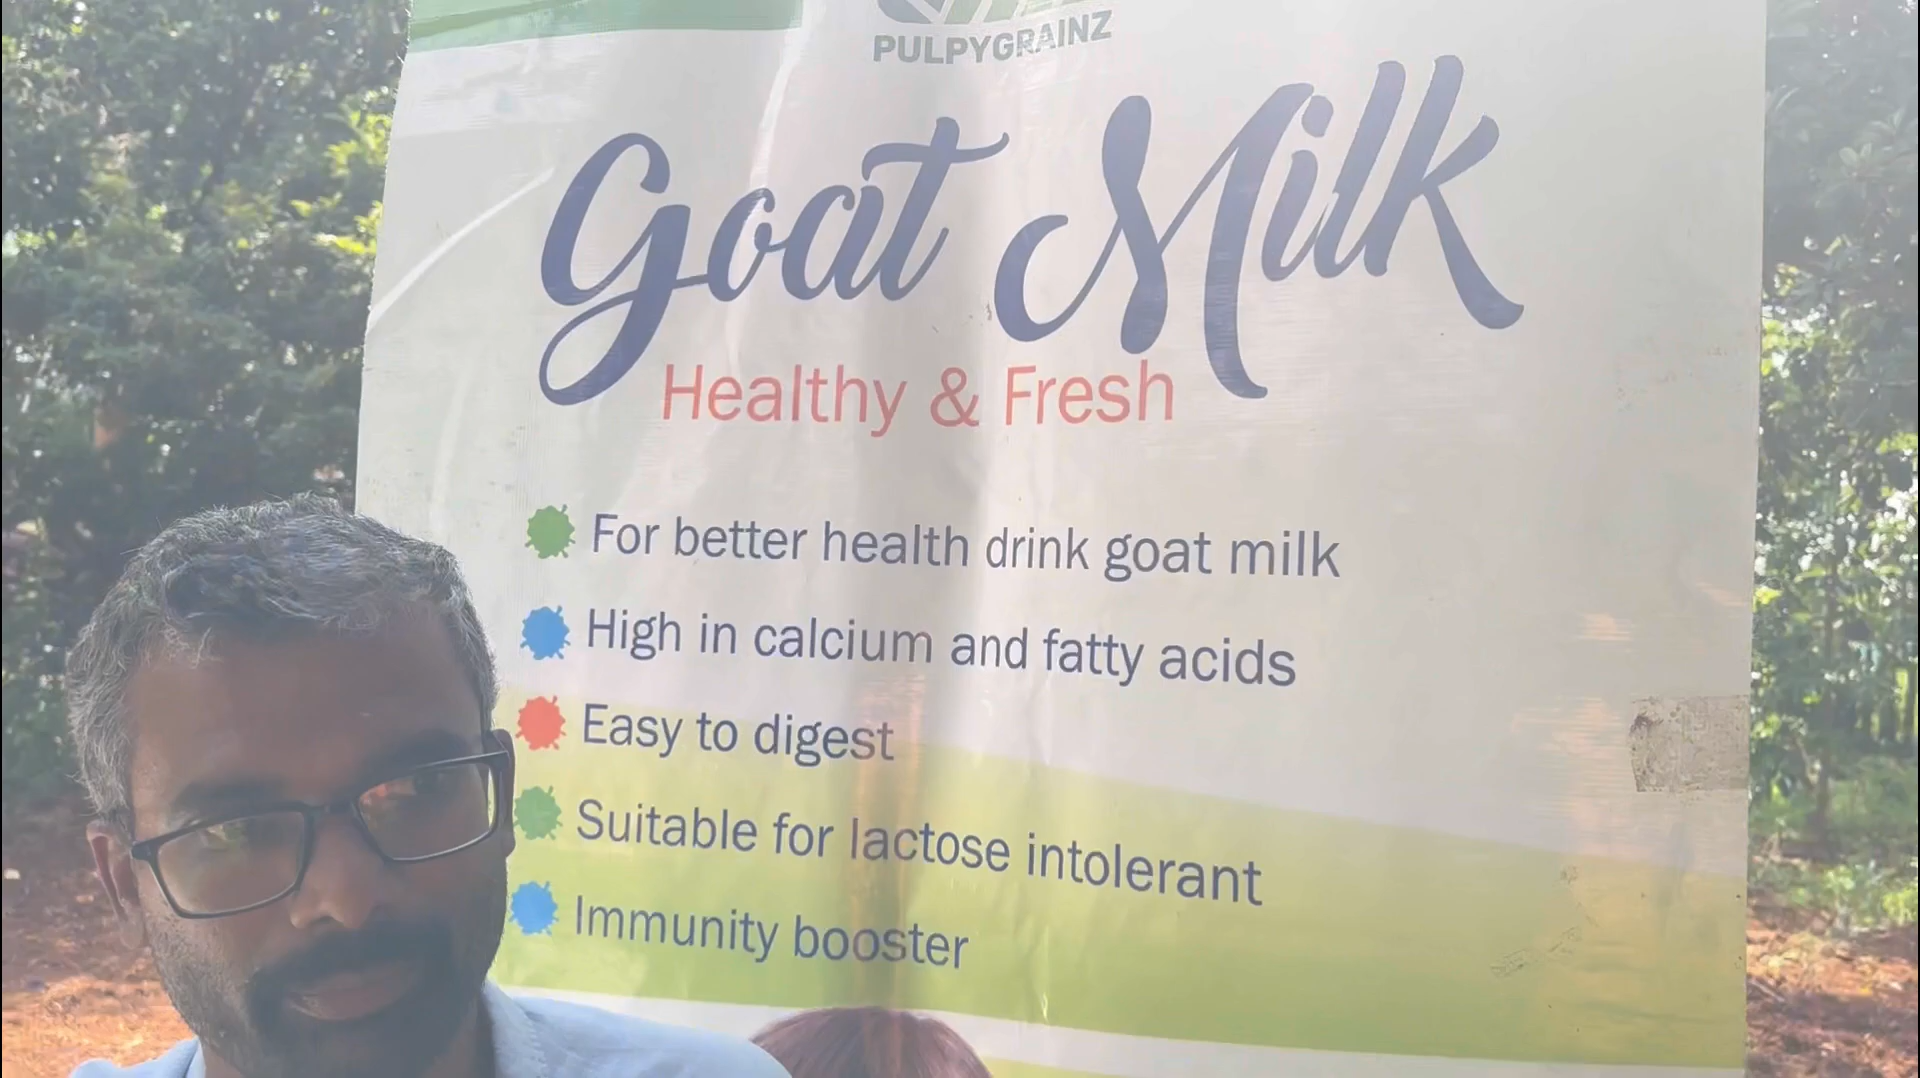 PULPYGRAINZ
Goat Milk
Healthy & Fresh
For better health drink goat milk
High in calcium and fatty acids
Easy to digest
Suitable for lactose intolerant
Immunity booster